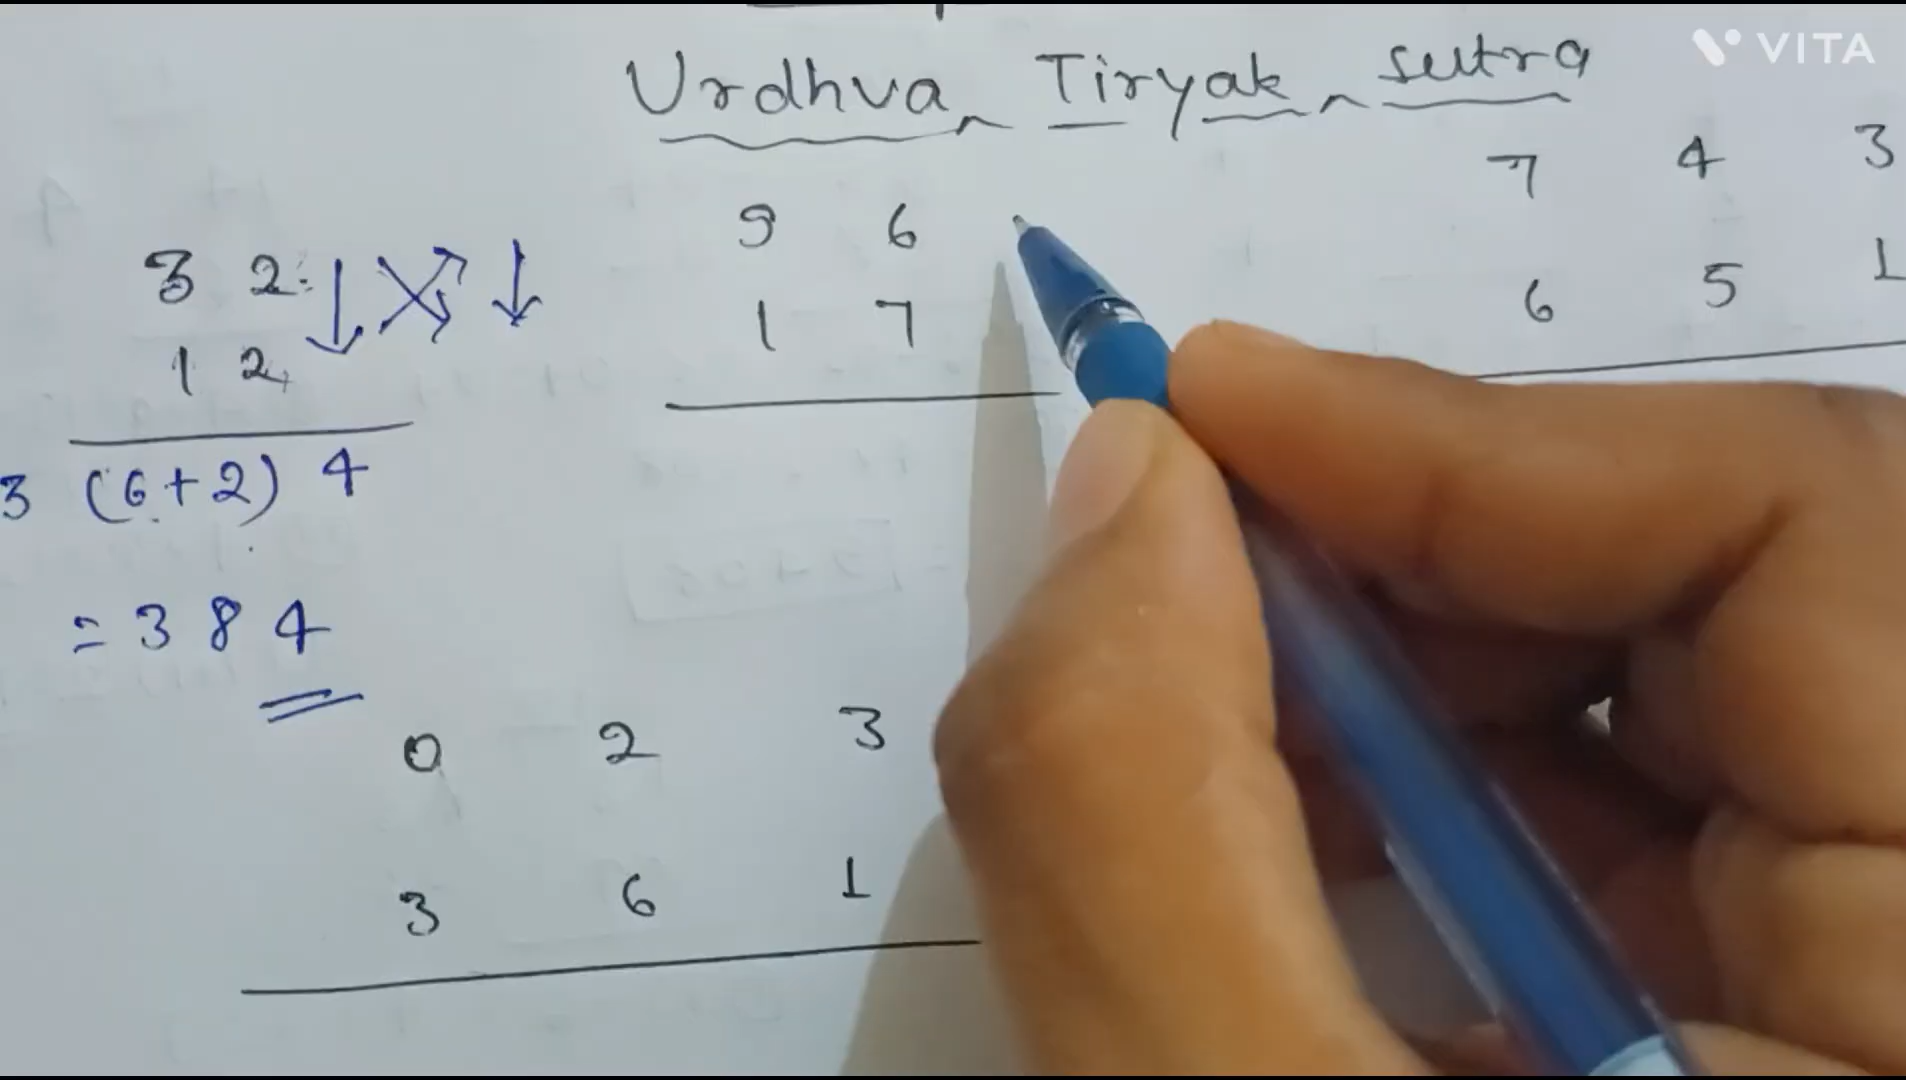 VITA
Urdhva Tiryak sutra
7 4 3
6 5 1
9 6
1 7
3 2
1 2
3 (6+2) 4
= 3 8 4
0 2 3
3 6 1